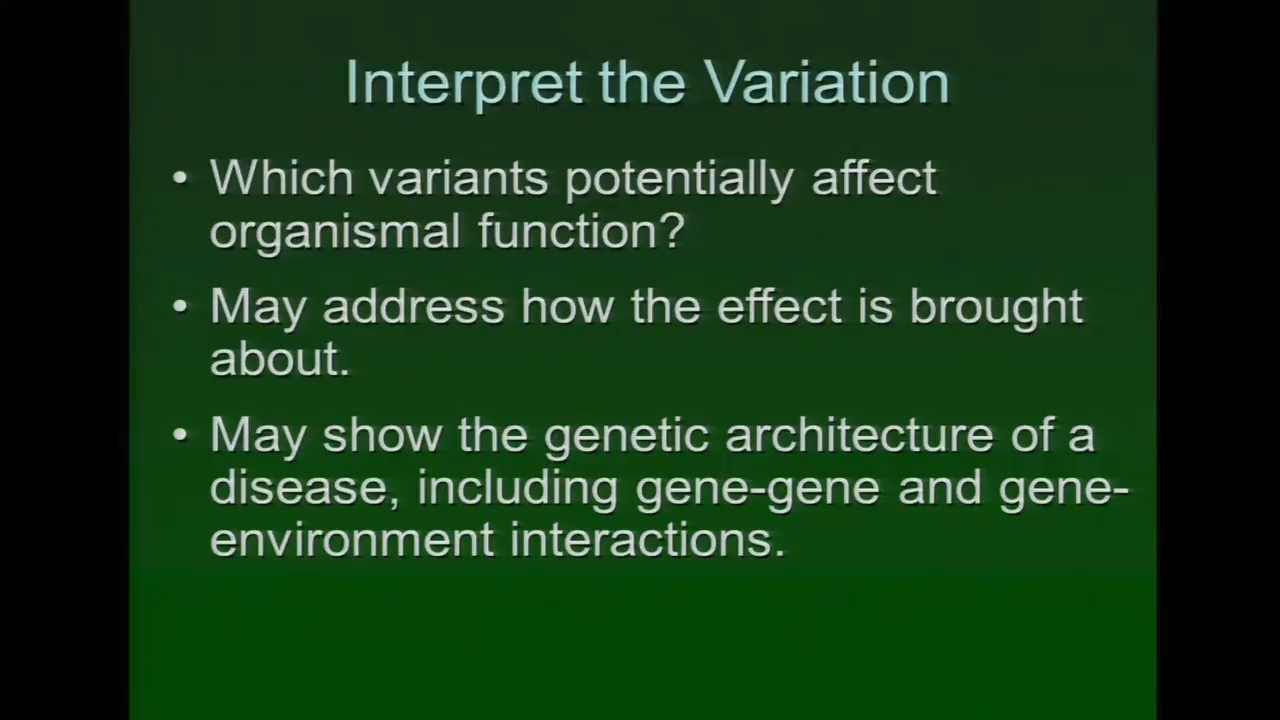 Interpret the Variation
• Which variants potentially affect
organismal function?
• May address how the effect is brought
about.
• May show the genetic architecture of a
disease, including gene-gene and gene-
environment interactions.